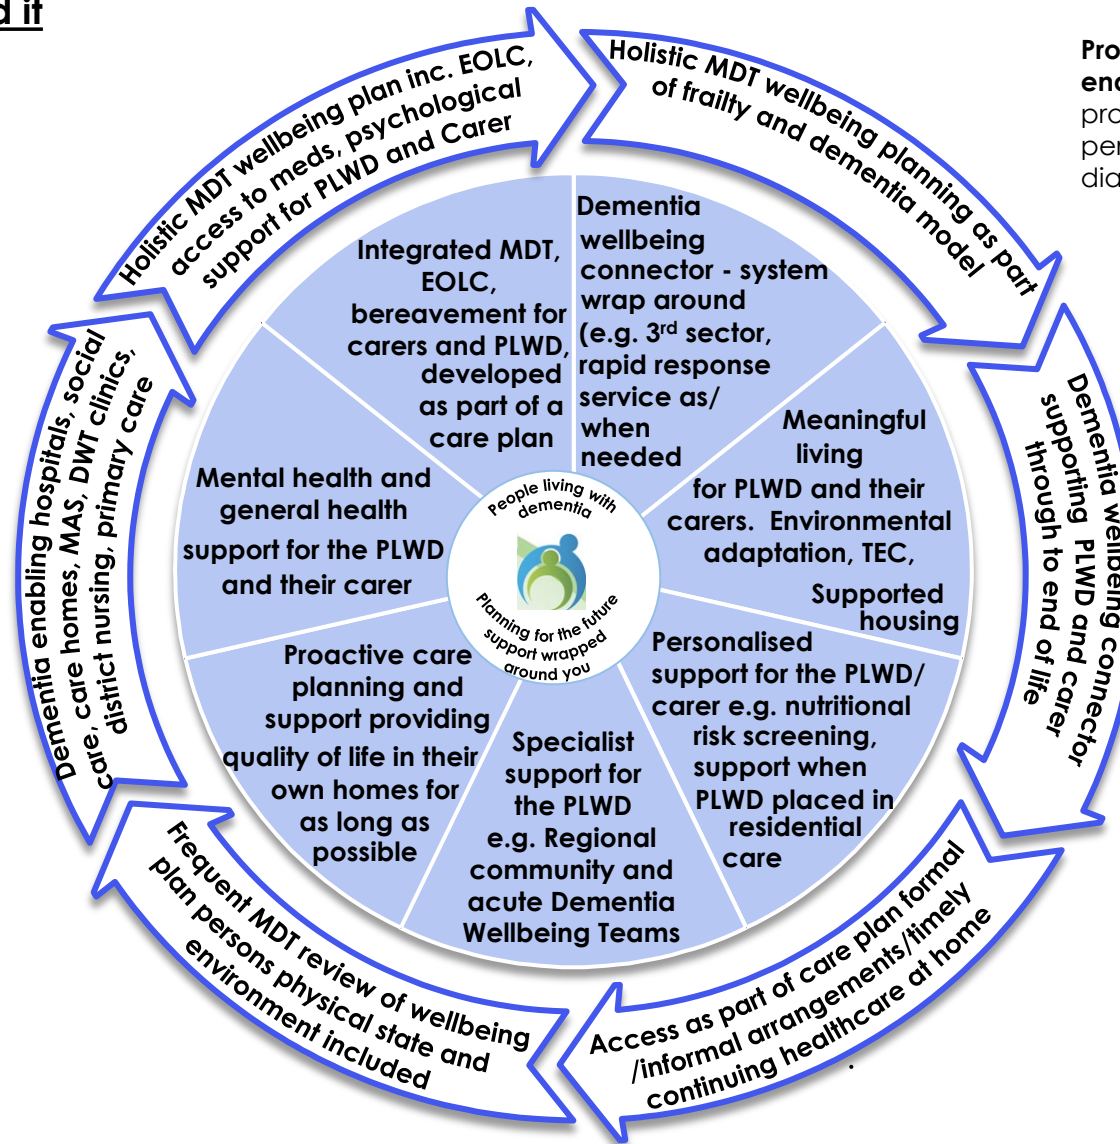 d it
Pro
pro
per
dia
Holistic MDT wellbeing planning as part
of frailty and dementia model
Dementia wellbeing connector
supporting PLWD and carer
through to end of life
Access as part of care plan formal
/informal arrangements/timely
continuing healthcare at home
.
Frequent MDT review of wellbeing
plan persons physical state and
environment included
Dementia enabling hospitals, social
care, care homes, MAS, DWT clinics,
district nursing, primary care
Holistic MDT wellbeing plan inc. EOLC,
access to meds, psychological
support for PLWD and Carer
Dementia
wellbeing
connector - system
wrap around
(e.g. 3rd sector,
rapid response
service as/
when
needed
Meaningful
living
for PLWD and their
carers. Environmental
adaptation, TEC,
Supported
housing
Personalised
support for the PLWD/
carer e.g. nutritional
risk screening,
support when
PLWD placed in
residential
care
Specialist
support for
the PLWD
e.g. Regional
community and
acute Dementia
Wellbeing Teams
Proactive care
planning and
support providing
quality of life in their
own homes for
as long as
possible
Mental health and
general health
support for the PLWD
and their carer
Integrated MDT,
EOLC,
bereavement for
carers and PLWD,
developed
as part of a
care plan
People living with
dementia
Planning for the future
support wrapped
around you